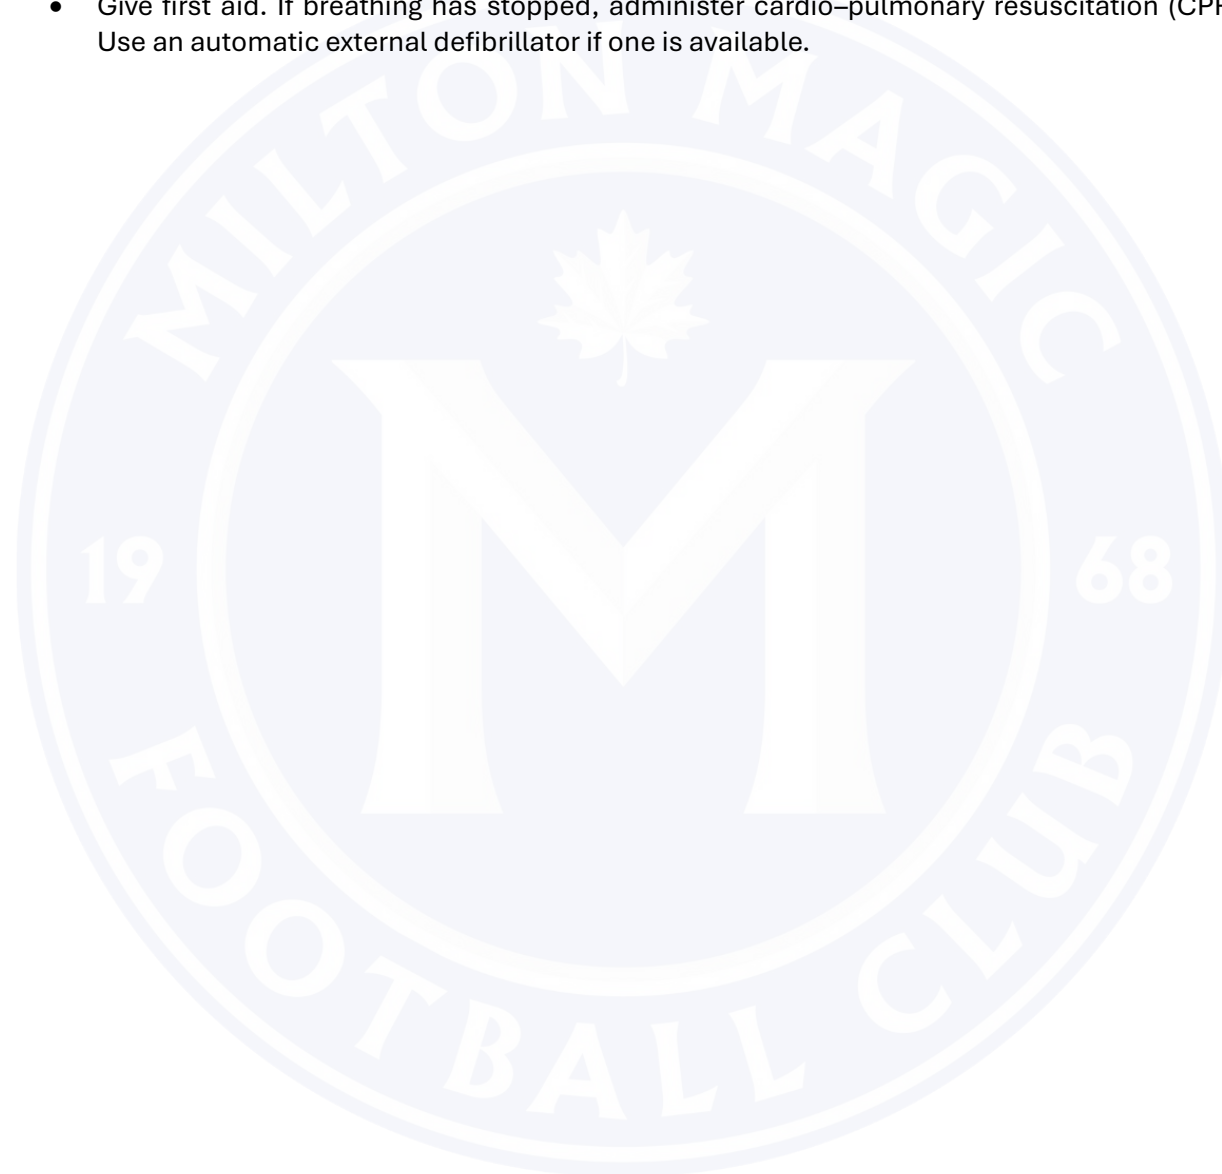 • Give first aid. If breathing has stopped, administer cardio–pulmonary resuscitation (CPR
Use an automatic external defibrillator if one is available.
MILTON MAGIC
19 68
FOOTBALL CLUB